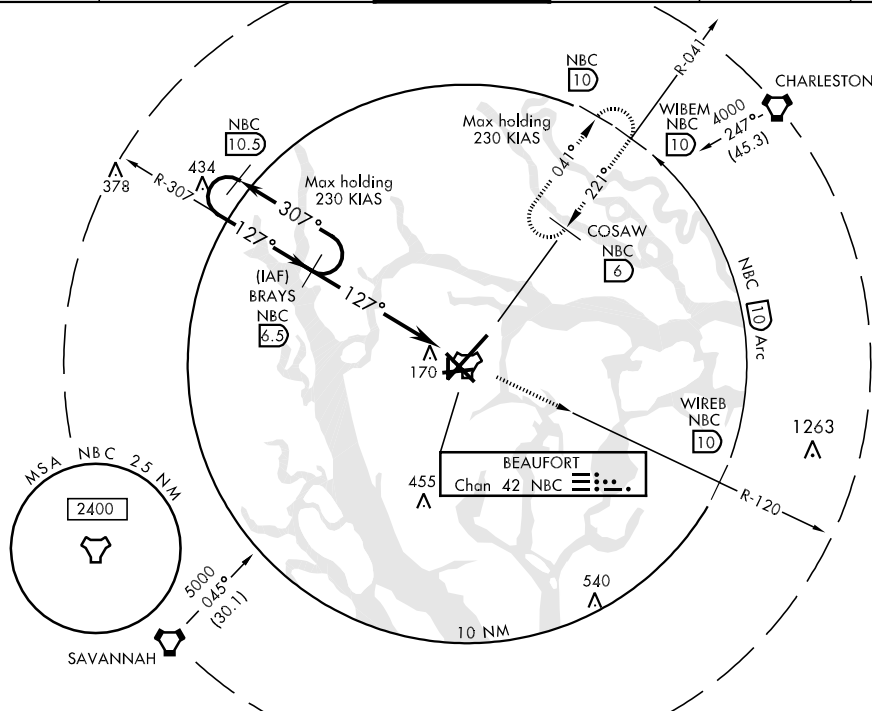 NBC
10
R-041
CHARLESTON
WIBEM
NBC
10
4000
247°
(45.3)
Max holding
230 KIAS
041°
221°
NBC
10.5
434
378
R-307
Max holding
230 KIAS
307°
127°
COSAW
NBC
6
(IAF)
BRAYS
NBC
6.5
127°
NBC 10 Arc
170
WIREB
NBC
10
1263
BEAUFORT
Chan 42 NBC
455
R-120
MSA NBC 25 NM
2400
5000
045°
(30.1)
540
10 NM
SAVANNAH